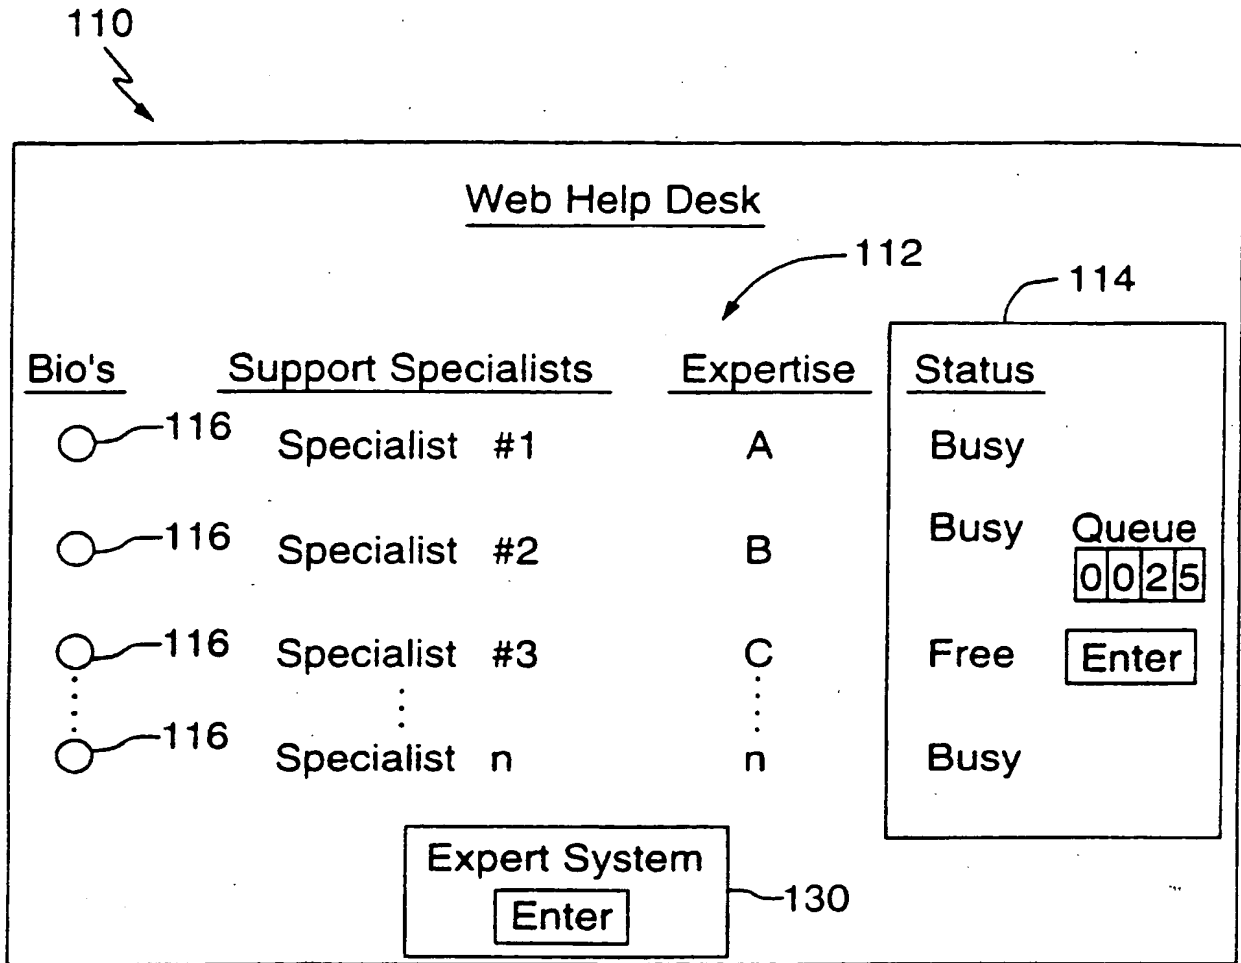 110
Web Help Desk
112
114
Bio's Support Specialists Expertise Status
116 Specialist #1 A Busy
116 Specialist #2 B Busy Queue
0025
116 Specialist #3 C Free Enter
116 Specialist n n Busy
Expert System
Enter
130